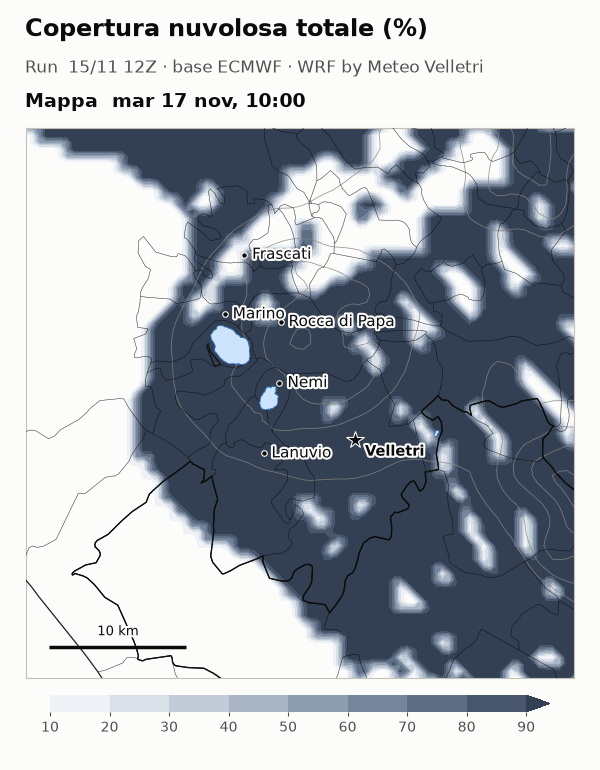 Copertura nuvolosa totale (%)
Run  15/11 12Z · base ECMWF · WRF by Meteo Velletri
Mappa  mar 17 nov, 10:00
Frascati
Marino
Rocca di Papa
Nemi
Velletri
Lanuvio
10 km
10 20 30 40 50 60 70 80 90